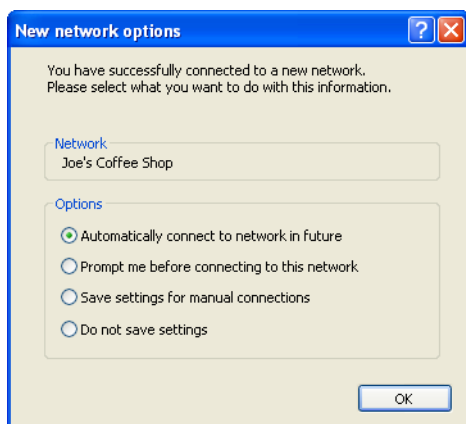 New network options
You have successfully connected to a new network.
Please select what you want to do with this information.
Network
Joe's Coffee Shop
Options
Automatically connect to network in future
Prompt me before connecting to this network
Save settings for manual connections
Do not save settings
OK